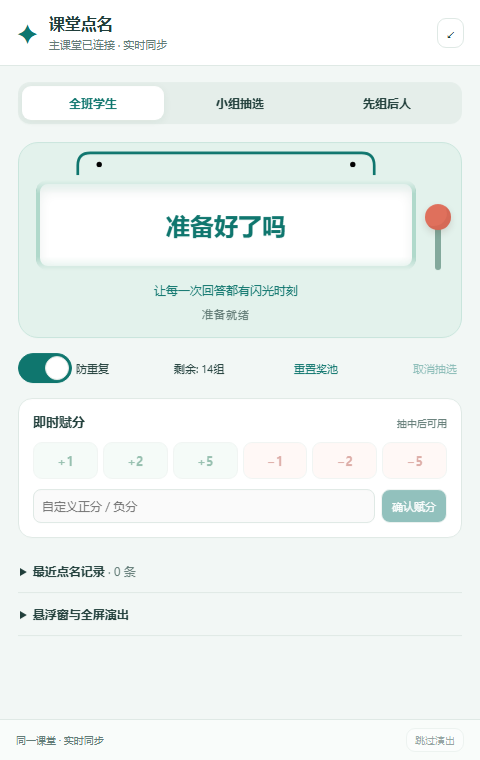 课堂点名
主课堂已连接 · 实时同步
全班学生 小组抽选 先组后人
准备好了吗
让每一次回答都有闪光时刻
准备就绪
防重复 剩余: 14组 重置奖池 取消抽选
即时赋分 抽中后可用
+1 +2 +5 −1 −2 −5
自定义正分 / 负分 确认赋分
最近点名记录 · 0 条
悬浮窗与全屏演出
同一课堂 · 实时同步 跳过演出